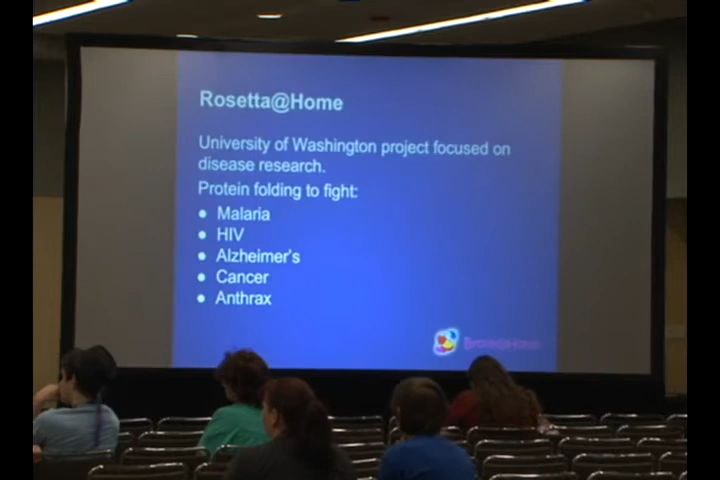 Rosetta@Home
University of Washington project focused on
disease research.
Protein folding to fight:
● Malaria
● HIV
● Alzheimer's
● Cancer
● Anthrax